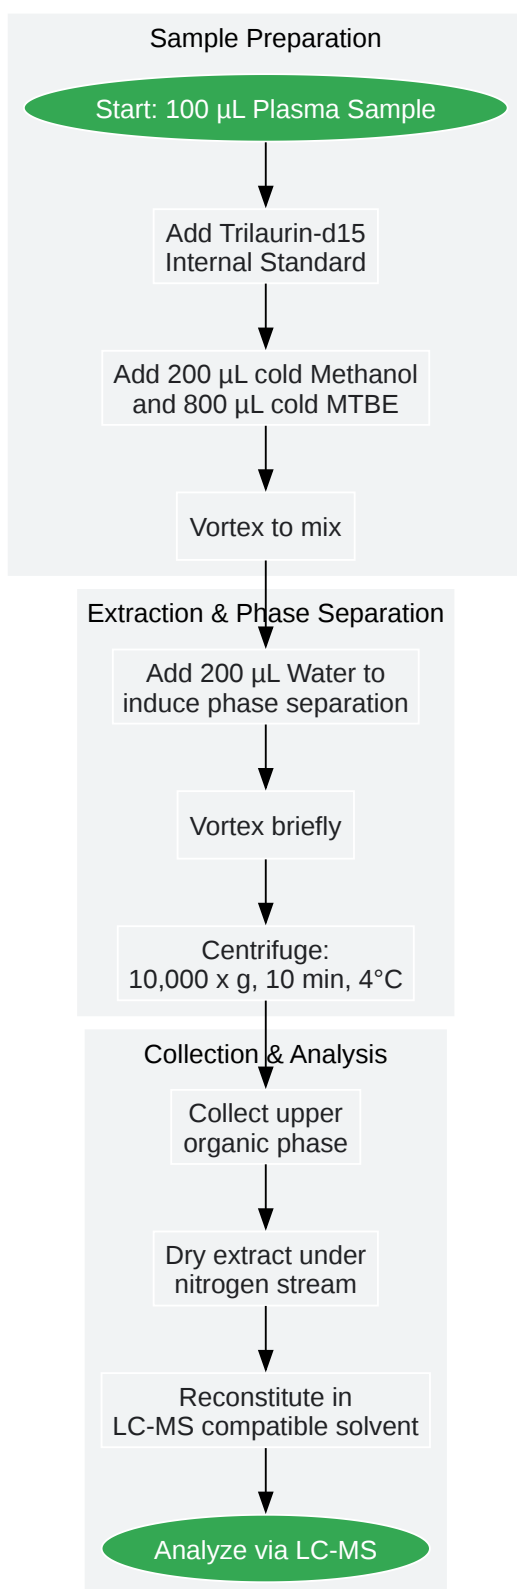 Sample Preparation
Start: 100 µL Plasma Sample
Add Trilaurin-d15
Internal Standard
Add 200 µL cold Methanol
and 800 µL cold MTBE
Vortex to mix
Extraction & Phase Separation
Add 200 µL Water to
induce phase separation
Vortex briefly
Centrifuge:
10,000 x g, 10 min, 4°C
Collection & Analysis
Collect upper
organic phase
Dry extract under
nitrogen stream
Reconstitute in
LC-MS compatible solvent
Analyze via LC-MS